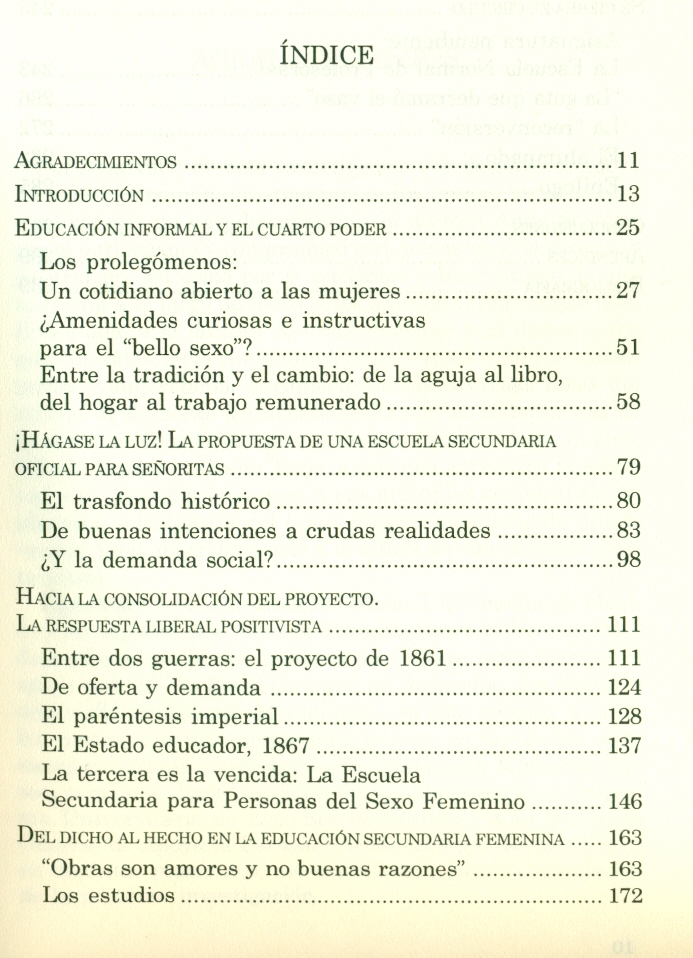 ÍNDICE
AGRADECIMIENTOS ........ 11
INTRODUCCIÓN ........ 13
EDUCACIÓN INFORMAL Y EL CUARTO PODER ........ 25
Los prolegómenos:
Un cotidiano abierto a las mujeres ........ 27
¿Amenidades curiosas e instructivas
para el “bello sexo”? ........ 51
Entre la tradición y el cambio: de la aguja al libro,
del hogar al trabajo remunerado ........ 58
¡HÁGASE LA LUZ! LA PROPUESTA DE UNA ESCUELA SECUNDARIA
OFICIAL PARA SEÑORITAS ........ 79
El trasfondo histórico ........ 80
De buenas intenciones a crudas realidades ........ 83
¿Y la demanda social? ........ 98
HACIA LA CONSOLIDACIÓN DEL PROYECTO.
LA RESPUESTA LIBERAL POSITIVISTA ........ 111
Entre dos guerras: el proyecto de 1861 ........ 111
De oferta y demanda ........ 124
El paréntesis imperial ........ 128
El Estado educador, 1867 ........ 137
La tercera es la vencida: La Escuela
Secundaria para Personas del Sexo Femenino ........ 146
DEL DICHO AL HECHO EN LA EDUCACIÓN SECUNDARIA FEMENINA ..... 163
“Obras son amores y no buenas razones” ........ 163
Los estudios ........ 172